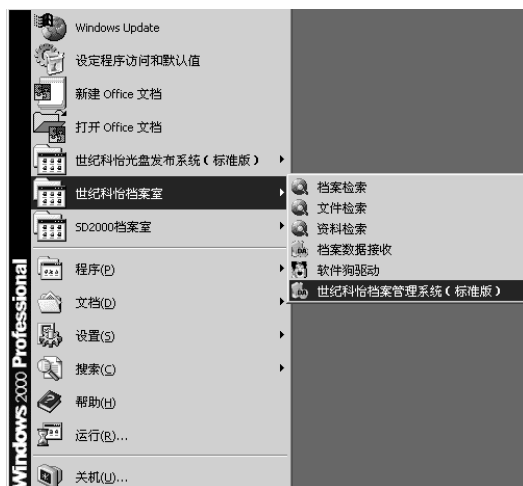 Windows 2000 Professional
Windows Update
设定程序访问和默认值
新建 Office 文档
打开 Office 文档
世纪科怡光盘发布系统(标准版)
世纪科怡档案室
SD2000档案室
程序(P)
文档(D)
设置(S)
搜索(C)
帮助(H)
运行(R)...
关机(U)...
档案检索
文件检索
资料检索
档案数据接收
软件狗驱动
世纪科怡档案管理系统(标准版)